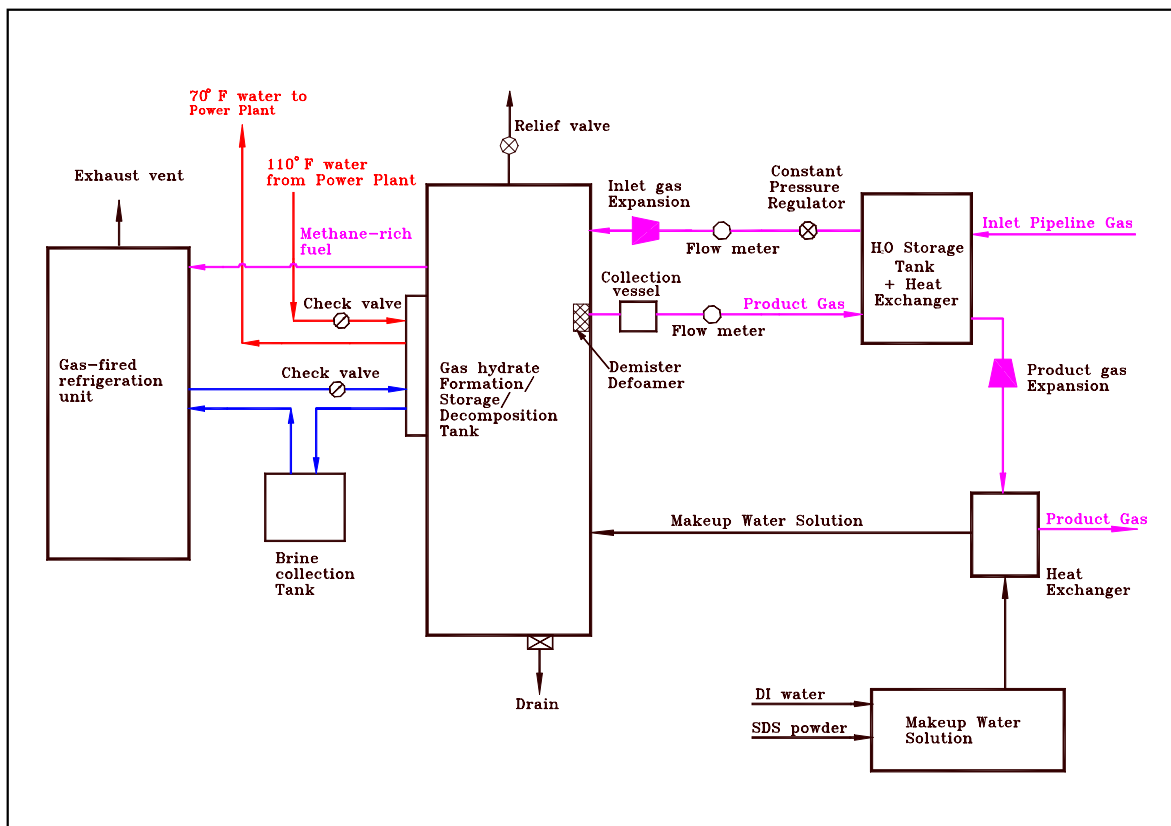 70° F water to
Power Plant
110° F water
from Power Plant
Exhaust vent
Methane-rich
fuel
Relief valve
Inlet gas
Expansion
Flow meter
Constant
Pressure
Regulator
Inlet Pipeline Gas
H2O Storage
Tank
+ Heat
Exchanger
Collection
vessel
Product Gas
Flow meter
Check valve
Check valve
Gas-fired
refrigeration
unit
Gas hydrate
Formation/
Storage/
Decomposition
Tank
Demister
Defoamer
Product gas
Expansion
Makeup Water Solution
Product Gas
Heat
Exchanger
Brine
collection
Tank
Drain
DI water
SDS powder
Makeup Water
Solution